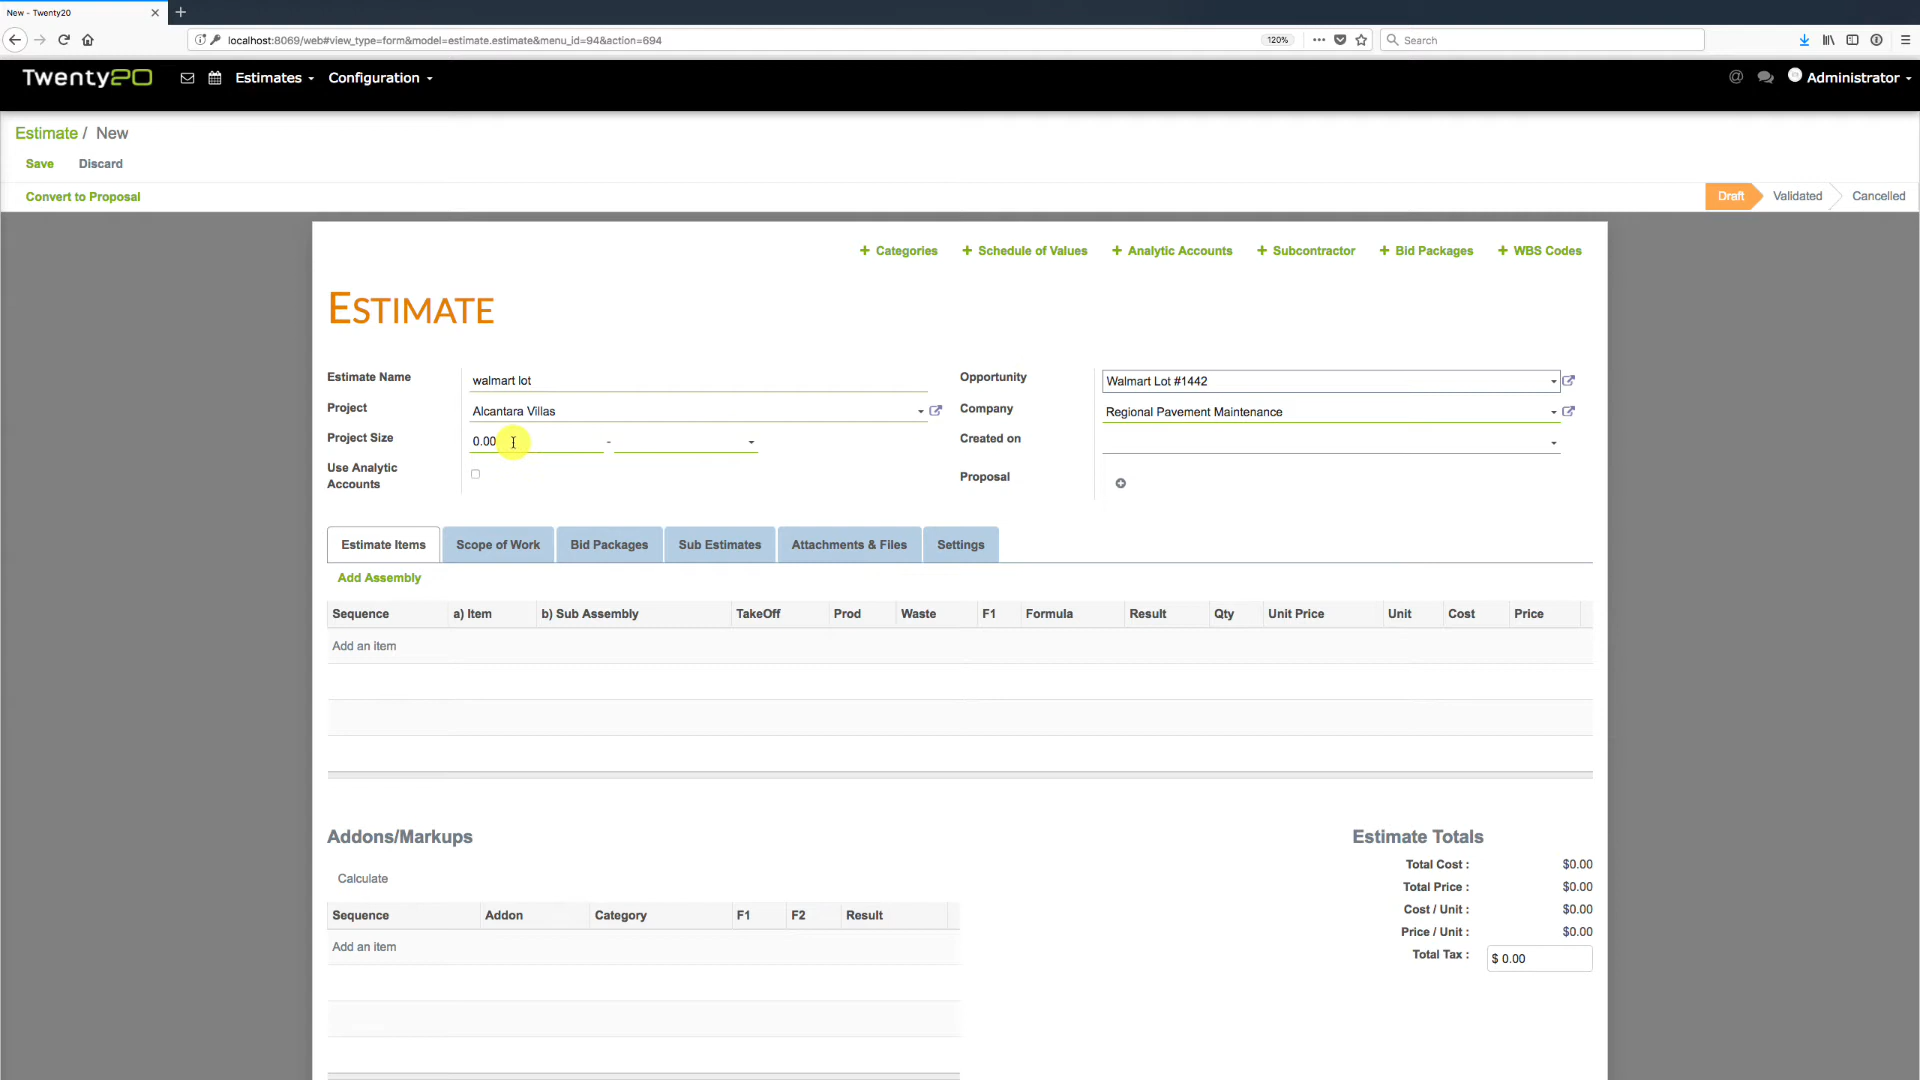 New - Twenty20
localhost:8069/web#view_type=form&model=estimate.estimate&menu_id=94&action=694
120%
Search
Twenty20
Estimates
Configuration
Administrator
Estimate / New
Save Discard
Convert to Proposal
Draft Validated Cancelled
+ Categories + Schedule of Values + Analytic Accounts + Subcontractor + Bid Packages + WBS Codes
ESTIMATE
Estimate Name walmart lot
Opportunity Walmart Lot #1442
Project Alcantara Villas
Company Regional Pavement Maintenance
Project Size 0.00 -
Created on
Use Analytic Accounts
Proposal
Estimate Items Scope of Work Bid Packages Sub Estimates Attachments & Files Settings
Add Assembly
Sequence a) Item b) Sub Assembly TakeOff Prod Waste F1 Formula Result Qty Unit Price Unit Cost Price
Add an item
Addons/Markups
Calculate
Sequence Addon Category F1 F2 Result
Add an item
Estimate Totals
Total Cost : $0.00
Total Price : $0.00
Cost / Unit : $0.00
Price / Unit : $0.00
Total Tax : $ 0.00